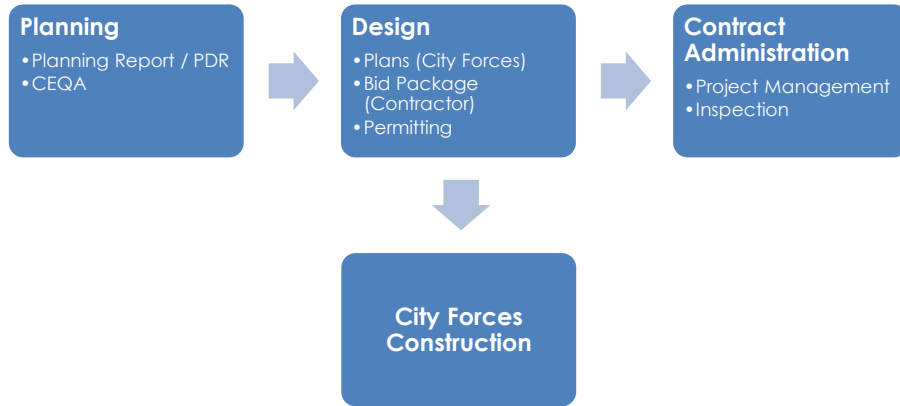 Planning
•Planning Report / PDR
•CEQA
Design
•Plans (City Forces)
•Bid Package
(Contractor)
•Permitting
Contract
Administration
•Project Management
•Inspection
City Forces
Construction